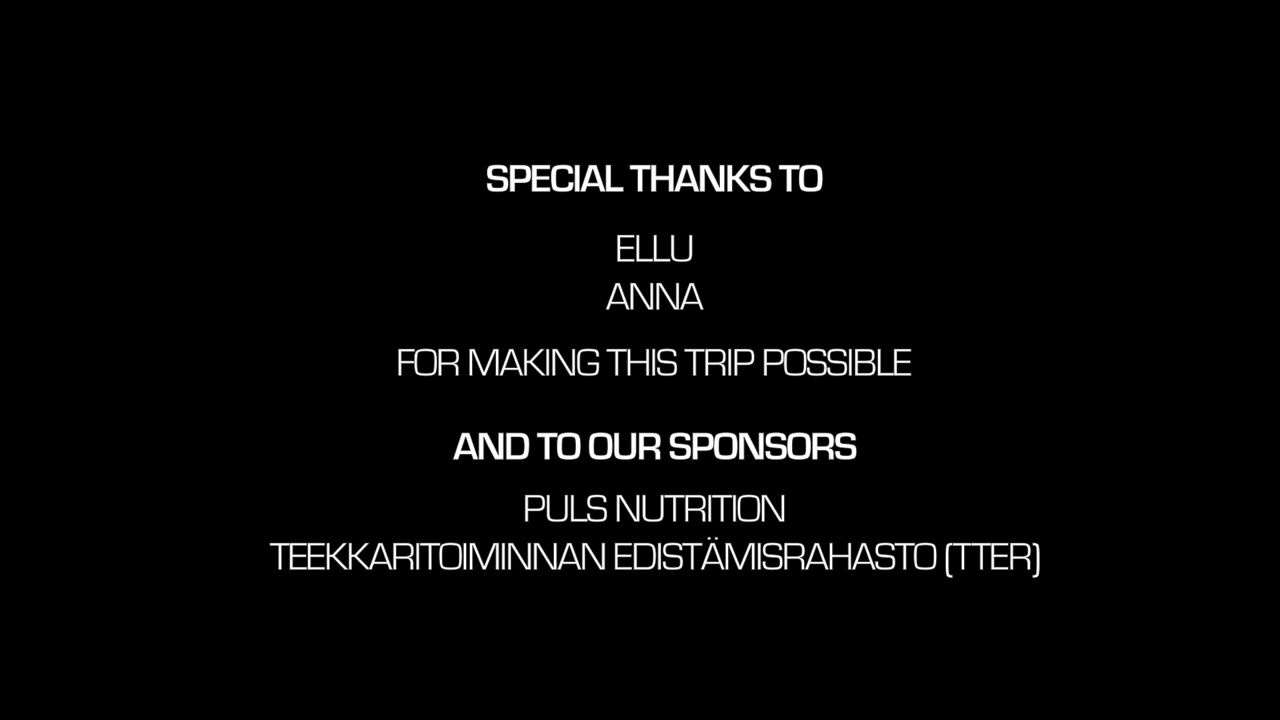 SPECIAL THANKS TO
ELLU
ANNA
FOR MAKING THIS TRIP POSSIBLE
AND TO OUR SPONSORS
PULS NUTRITION
TEEKKARITOIMINNAN EDISTÄMISRAHASTO (TTER)